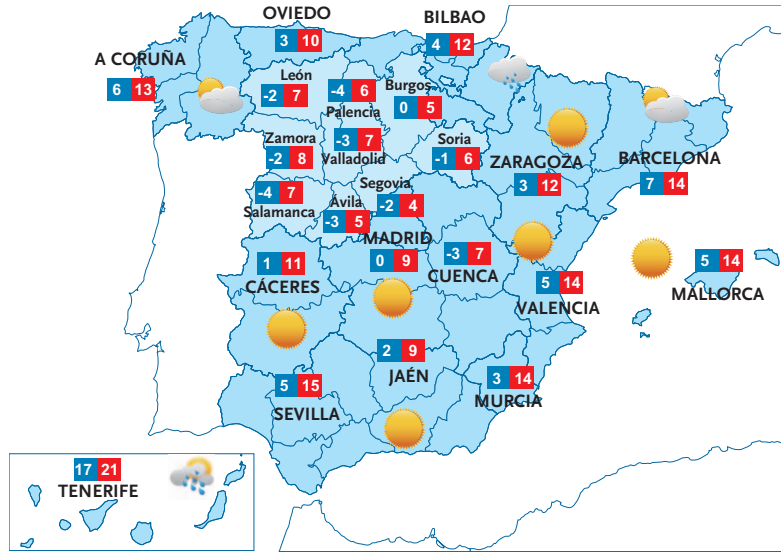 OVIEDO
3 10
BILBAO
4 12
A CORUÑA
6 13
León
-2 7
-4 6
Palencia
Burgos
0 5
Zamora
-2 8
-3 7
Valladolid
Soria
-1 6
ZARAGOZA
3 12
BARCELONA
7 14
-4 7
Salamanca
Ávila
-3 5
Segovia
-2 4
MADRID
0 9
-3 7
CUENCA
1 11
CÁCERES
5 14
VALENCIA
5 14
MALLORCA
2 9
JAÉN
5 15
SEVILLA
3 14
MURCIA
17 21
TENERIFE